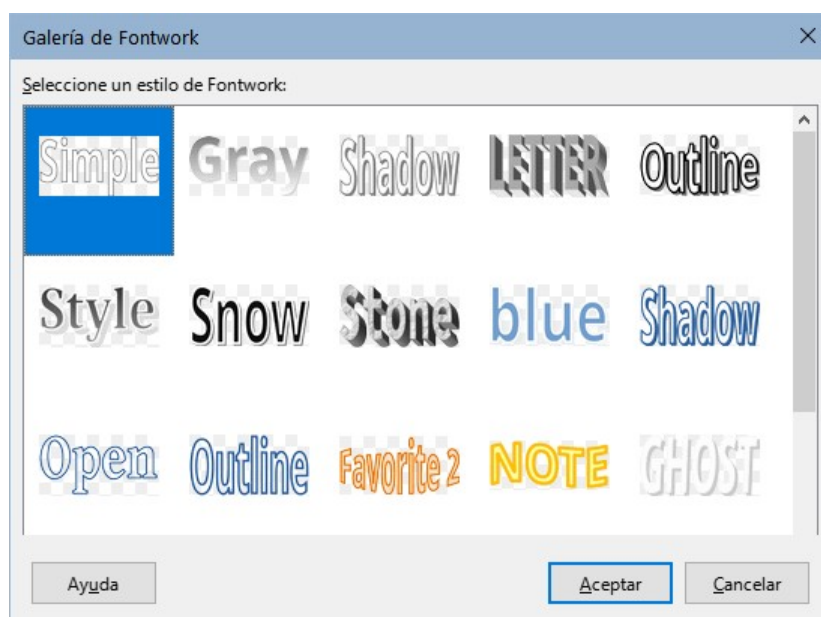 Galería de Fontwork
Seleccione un estilo de Fontwork:
Simple Gray Shadow LETTER Outline
Style Snow Stone blue Shadow
Open Outline Favorite 2 NOTE GHOST
Ayuda Aceptar Cancelar